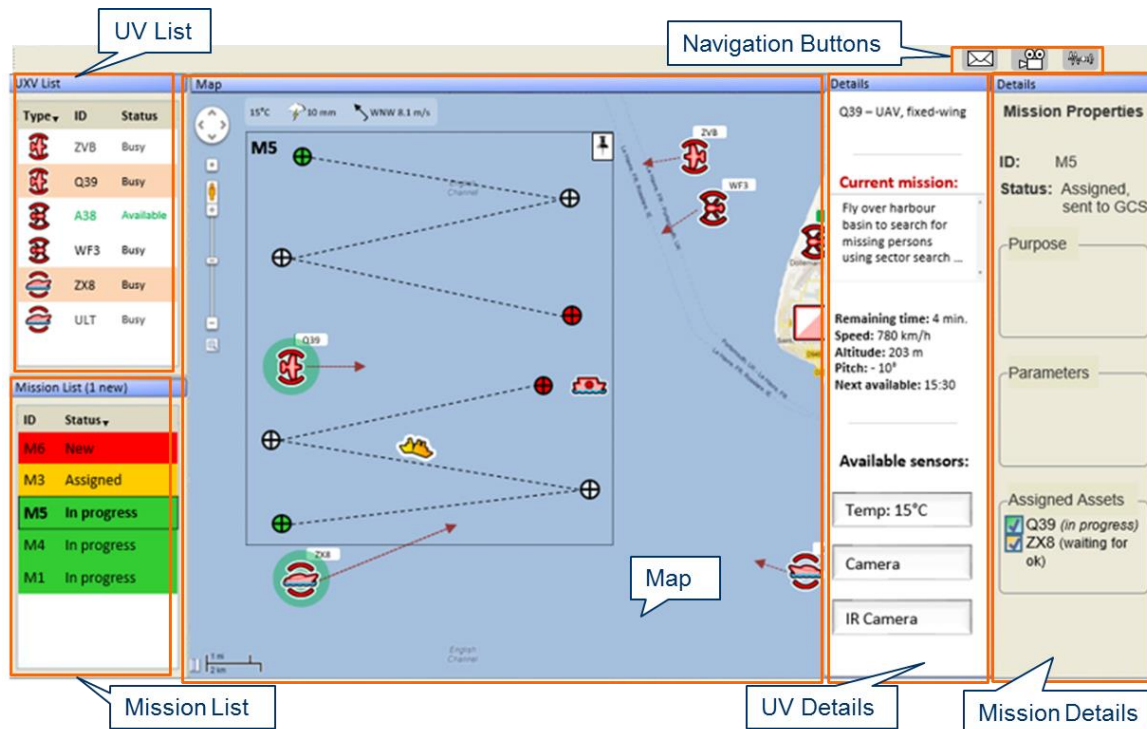 UV List
Navigation Buttons
UXV List
Type ID Status
ZVB Busy
Q39 Busy
A38 Available
WF3 Busy
ZX8 Busy
ULT Busy
Mission List (1 new)
ID Status
M6 New
M3 Assigned
M5 In progress
M4 In progress
M1 In progress
Mission List
Map
15°C 10 mm WNW 8.1 m/s
M5
English
Channel
ZVB
WF3
Q39
ZX8
Map
1 mi
2 km
English
Channel
Details
Q39 – UAV, fixed-wing
Current mission:
Fly over harbour
basin to search for
missing persons
using sector search ...
Remaining time: 4 min.
Speed: 780 km/h
Altitude: 203 m
Pitch: - 10°
Next available: 15:30
Available sensors:
Temp: 15°C
Camera
IR Camera
UV Details
Details
Mission Properties
ID: M5
Status: Assigned,
sent to GCS
Purpose
Parameters
Assigned Assets
Q39 (in progress)
ZX8 (waiting for
ok)
Mission Details